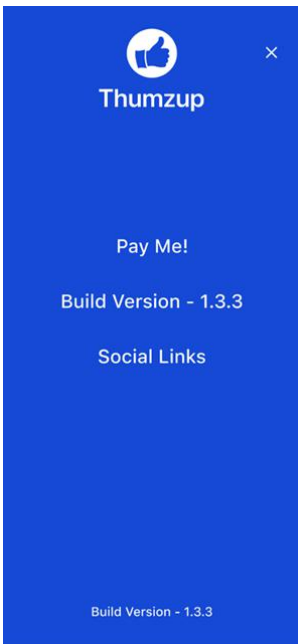 Thumzup
Pay Me!
Build Version - 1.3.3
Social Links
Build Version - 1.3.3